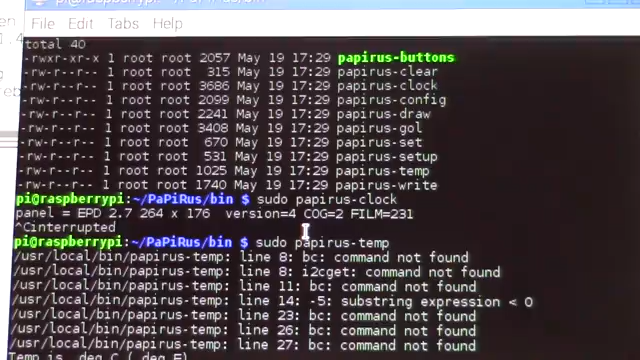 pi@raspberrypi: ~/PaPiRus/bin
File Edit Tabs Help
total 40
-rwxr-xr-x 1 root root 2057 May 19 17:29 papirus-buttons
-rw-r--r-- 1 root root 315 May 19 17:29 papirus-clear
-rw-r--r-- 1 root root 3686 May 19 17:29 papirus-clock
-rw-r--r-- 1 root root 2099 May 19 17:29 papirus-config
-rw-r--r-- 1 root root 2241 May 19 17:29 papirus-draw
-rw-r--r-- 1 root root 3408 May 19 17:29 papirus-gol
-rw-r--r-- 1 root root 670 May 19 17:29 papirus-set
-rw-r--r-- 1 root root 531 May 19 17:29 papirus-setup
-rw-r--r-- 1 root root 1025 May 19 17:29 papirus-temp
-rw-r--r-- 1 root root 1740 May 19 17:29 papirus-write
pi@raspberrypi:~/PaPiRus/bin $ sudo papirus-clock
panel = EPD 2.7 264 x 176 version=4 COG=2 FILM=231
^Cinterrupted
pi@raspberrypi:~/PaPiRus/bin $ sudo papirus-temp
/usr/local/bin/papirus-temp: line 8: bc: command not found
/usr/local/bin/papirus-temp: line 8: i2cget: command not found
/usr/local/bin/papirus-temp: line 11: bc: command not found
/usr/local/bin/papirus-temp: line 14: -5: substring expression < 0
/usr/local/bin/papirus-temp: line 23: bc: command not found
/usr/local/bin/papirus-temp: line 26: bc: command not found
/usr/local/bin/papirus-temp: line 27: bc: command not found
Temp is deg C ( deg F)